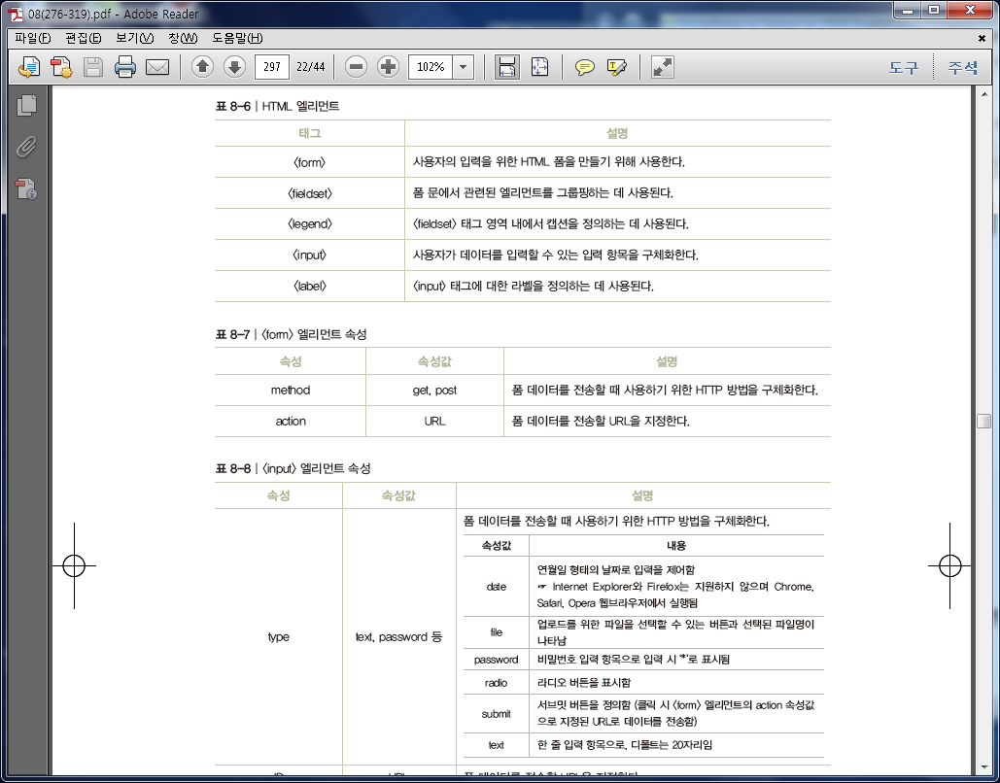 08(276-319).pdf - Adobe Reader
파일(F) 편집(E) 보기(V) 창(W) 도움말(H)
297 22/44 102% 도구 주석
표 8-6 | HTML 엘리먼트
태그 설명
<form> 사용자의 입력을 위한 HTML 폼을 만들기 위해 사용한다.
<fieldset> 폼 문에서 관련된 엘리먼트를 그룹핑하는 데 사용된다.
<legend> <fieldset> 태그 영역 내에서 캡션을 정의하는 데 사용된다.
<input> 사용자가 데이터를 입력할 수 있는 입력 항목을 구체화한다.
<label> <input> 태그에 대한 라벨을 정의하는 데 사용된다.
표 8-7 | <form> 엘리먼트 속성
속성 속성값 설명
method get, post 폼 데이터를 전송할 때 사용하기 위한 HTTP 방법을 구체화한다.
action URL 폼 데이터를 전송할 URL을 지정한다.
표 8-8 | <input> 엘리먼트 속성
속성 속성값 설명
type text, password 등 폼 데이터를 전송할 때 사용하기 위한 HTTP 방법을 구체화한다.
속성값 내용
date 연월일 형태의 날짜로 입력을 제어함
☞ Internet Explorer와 Firefox는 지원하지 않으며 Chrome,
Safari, Opera 웹브라우저에서 실행됨
file 업로드를 위한 파일을 선택할 수 있는 버튼과 선택된 파일명이
나타남
password 비밀번호 입력 항목으로 입력 시 '*'로 표시됨
radio 라디오 버튼을 표시함
submit 서브밋 버튼을 정의함 (클릭 시 <form> 엘리먼트의 action 속성값
으로 지정된 URL로 데이터를 전송함)
text 한 줄 입력 항목으로, 디폴트는 20자리임